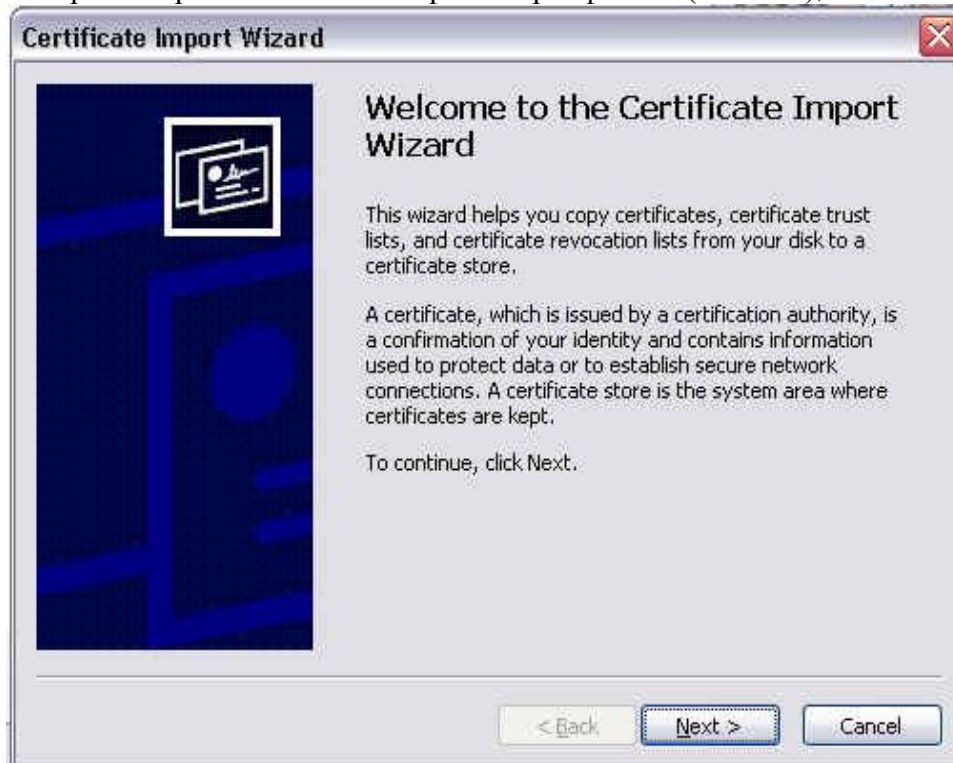 Certificate Import Wizard
Welcome to the Certificate Import
Wizard
This wizard helps you copy certificates, certificate trust
lists, and certificate revocation lists from your disk to a
certificate store.
A certificate, which is issued by a certification authority, is
a confirmation of your identity and contains information
used to protect data or to establish secure network
connections. A certificate store is the system area where
certificates are kept.
To continue, click Next.
< Back
Next >
Cancel